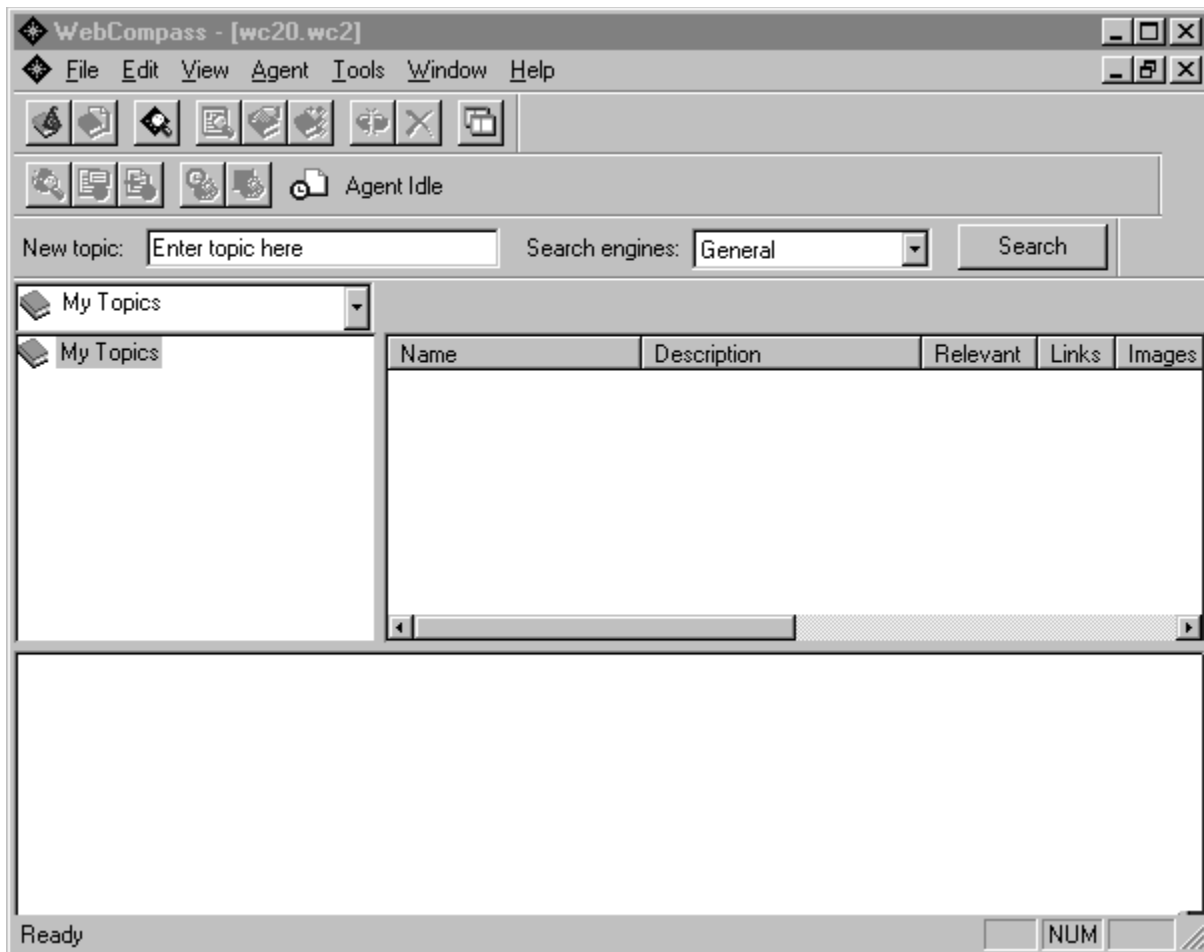 WebCompass - [wc20.wc2]
File Edit View Agent Tools Window Help
Agent Idle
New topic: Enter topic here Search engines: General Search
My Topics
My Topics Name Description Relevant Links Images
Ready NUM